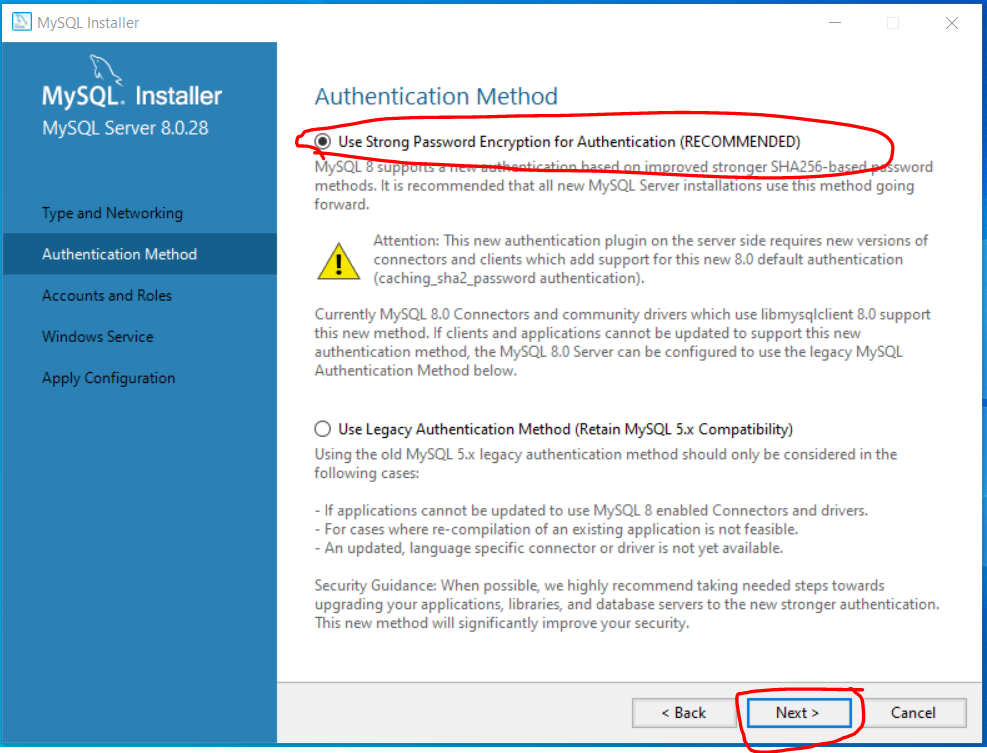 MySQL Installer
MySQL. Installer
MySQL Server 8.0.28
Type and Networking
Authentication Method
Accounts and Roles
Windows Service
Apply Configuration
Authentication Method
Use Strong Password Encryption for Authentication (RECOMMENDED)
MySQL 8 supports a new authentication based on improved stronger SHA256-based password
methods. It is recommended that all new MySQL Server installations use this method going
forward.
Attention: This new authentication plugin on the server side requires new versions of
connectors and clients which add support for this new 8.0 default authentication
(caching_sha2_password authentication).
Currently MySQL 8.0 Connectors and community drivers which use libmysqlclient 8.0 support
this new method. If clients and applications cannot be updated to support this new
authentication method, the MySQL 8.0 Server can be configured to use the legacy MySQL
Authentication Method below.
Use Legacy Authentication Method (Retain MySQL 5.x Compatibility)
Using the old MySQL 5.x legacy authentication method should only be considered in the
following cases:
- If applications cannot be updated to use MySQL 8 enabled Connectors and drivers.
- For cases where re-compilation of an existing application is not feasible.
- An updated, language specific connector or driver is not yet available.
Security Guidance: When possible, we highly recommend taking needed steps towards
upgrading your applications, libraries, and database servers to the new stronger authentication.
This new method will significantly improve your security.
< Back
Next >
Cancel